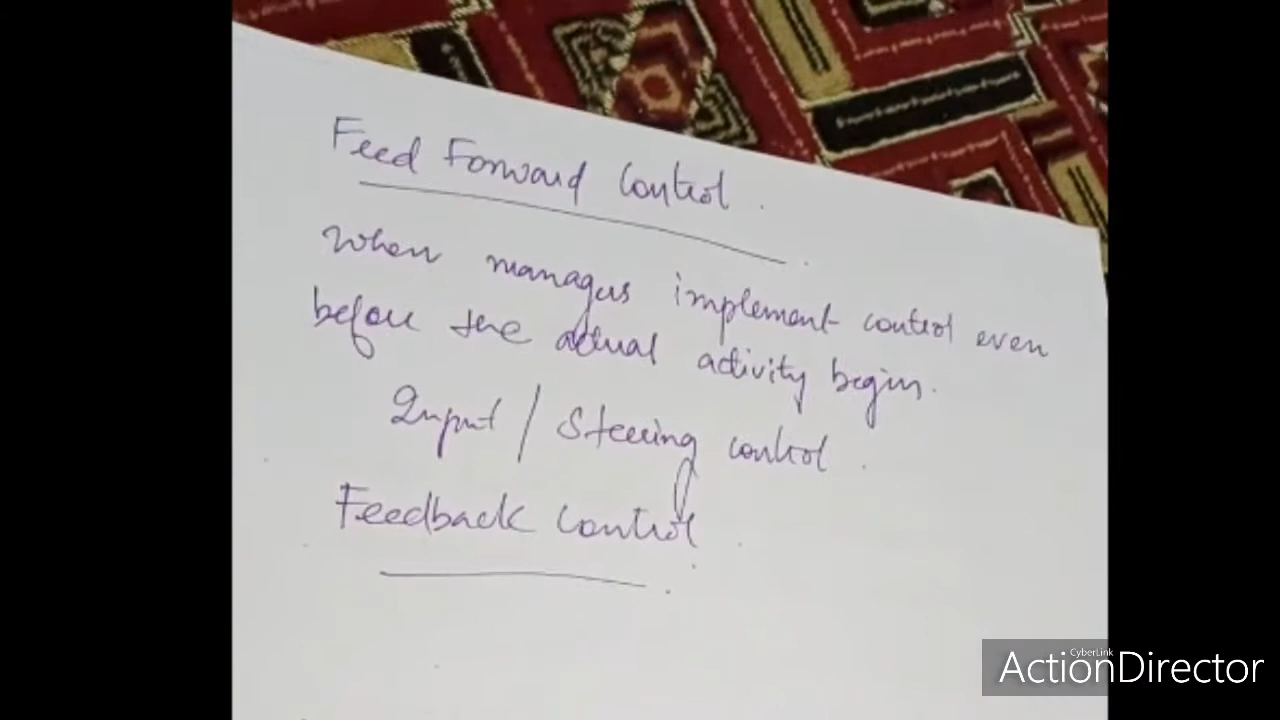 Feed Forward Control.
When managers implement control even
before the actual activity begin.
Input / Steering control.
Feedback Control.
CyberLink
ActionDirector